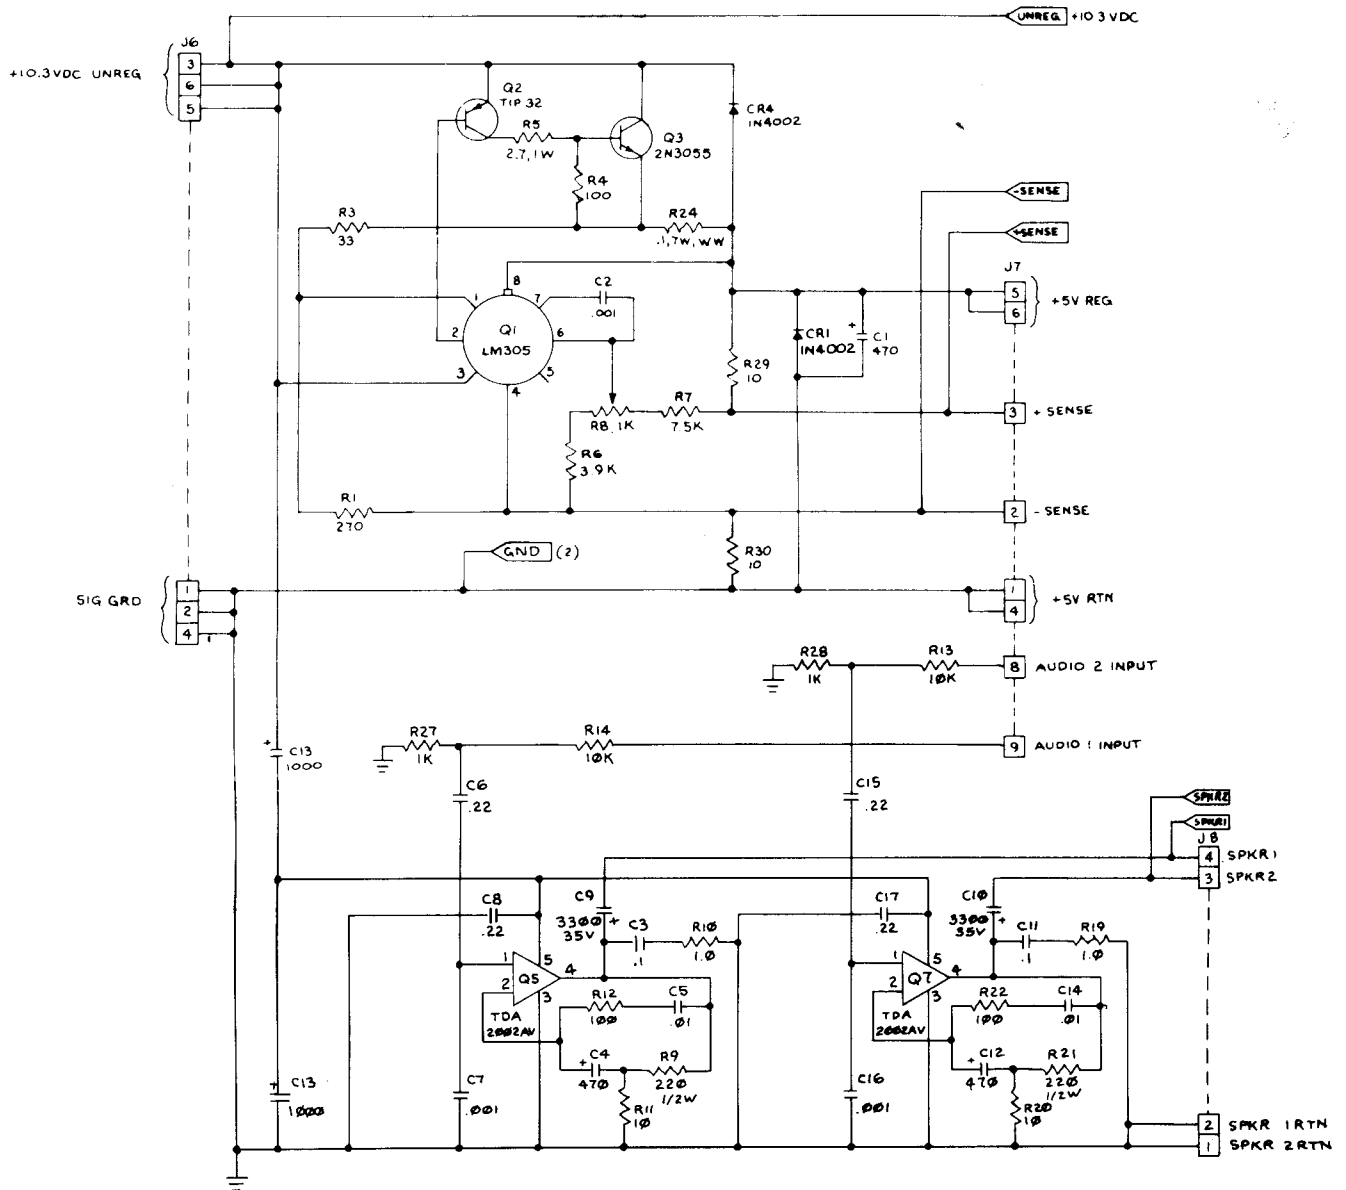 UNREG +10.3 VDC
J6
+10.3VDC UNREG
3
6
5
Q2
TIP 32
R5
2.7, 1W
Q3
2N3055
CR4
1N4002
R4
100
-SENSE
R3
33
R24
.1, 7W, WW
+SENSE
J7
8
1
7
C2
.001
2
Q1
LM305
6
3
4
5
+
CR1
1N4002
C1
470
5
6
+5V REG
R29
10
R8, 1K
R7
7.5K
3
+ SENSE
R6
3.9K
R1
270
2
- SENSE
GND (2)
R30
10
SIG GRD
1
2
4
1
4
+5V RTN
R28
1K
R13
10K
8
AUDIO 2 INPUT
R27
1K
R14
10K
9
AUDIO 1 INPUT
+
C13
1000
C6
.22
C15
.22
SPKR2
SPKR1
J8
4
SPKR1
3
SPKR2
C8
.22
C9
3300
35V
+
C3
.1
R10
1.0
C17
.22
C10
3300
35V
+
C11
.1
R19
1.0
1
2
5
4
3
Q5
TDA
2002AV
R12
100
C5
.01
1
2
5
4
3
Q7
TDA
2002AV
R22
100
C14
.01
+
C13
1000
C7
.001
+
C4
470
R9
220
1/2W
R11
10
C16
.001
+
C12
470
R21
220
1/2W
R20
10
2
SPKR 1RTN
1
SPKR 2RTN